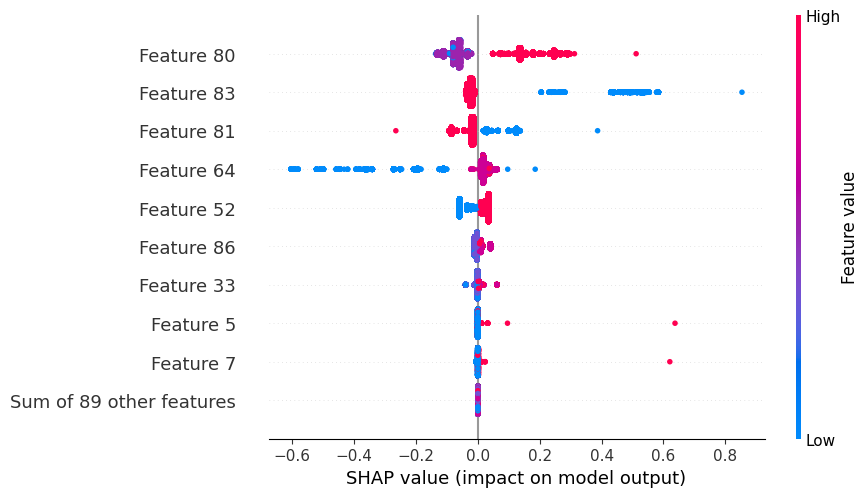 High
Feature 80
Feature 83
Feature 81
Feature 64
Feature 52
Feature 86
Feature 33
Feature 5
Feature 7
Sum of 89 other features
Feature value
Low
−0.6 −0.4 −0.2 0.0 0.2 0.4 0.6 0.8
SHAP value (impact on model output)